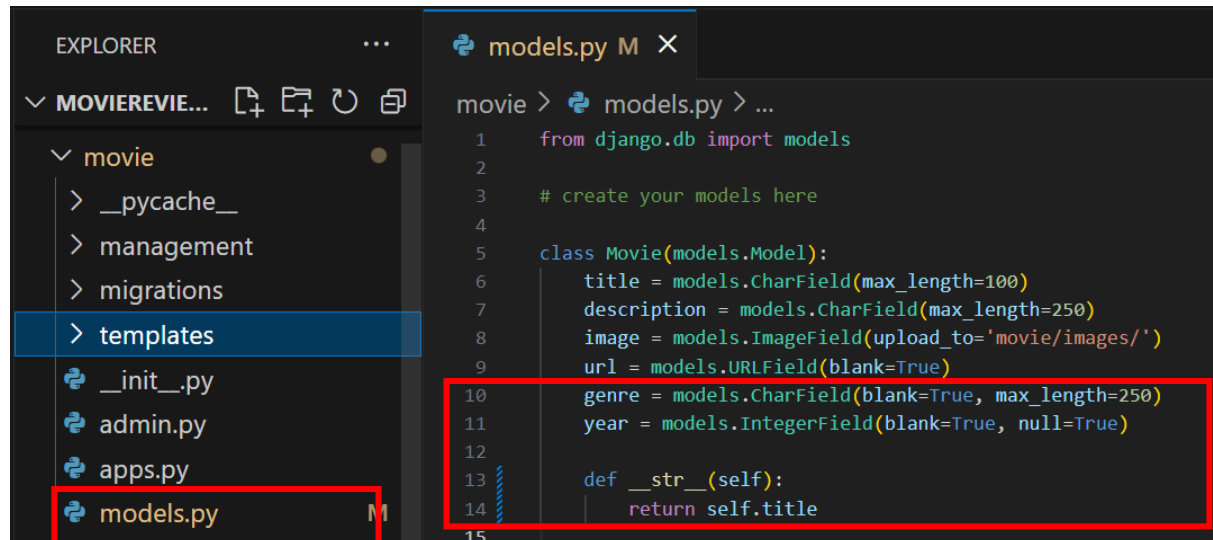 EXPLORER ...
MOVIEREVIE...
movie
__pycache__
management
migrations
templates
__init__.py
admin.py
apps.py
models.py M
models.py M
movie > models.py > ...
1 from django.db import models
2
3 # create your models here
4
5 class Movie(models.Model):
6 title = models.CharField(max_length=100)
7 description = models.CharField(max_length=250)
8 image = models.ImageField(upload_to='movie/images/')
9 url = models.URLField(blank=True)
10 genre = models.CharField(blank=True, max_length=250)
11 year = models.IntegerField(blank=True, null=True)
12
13 def __str__(self):
14 return self.title
15